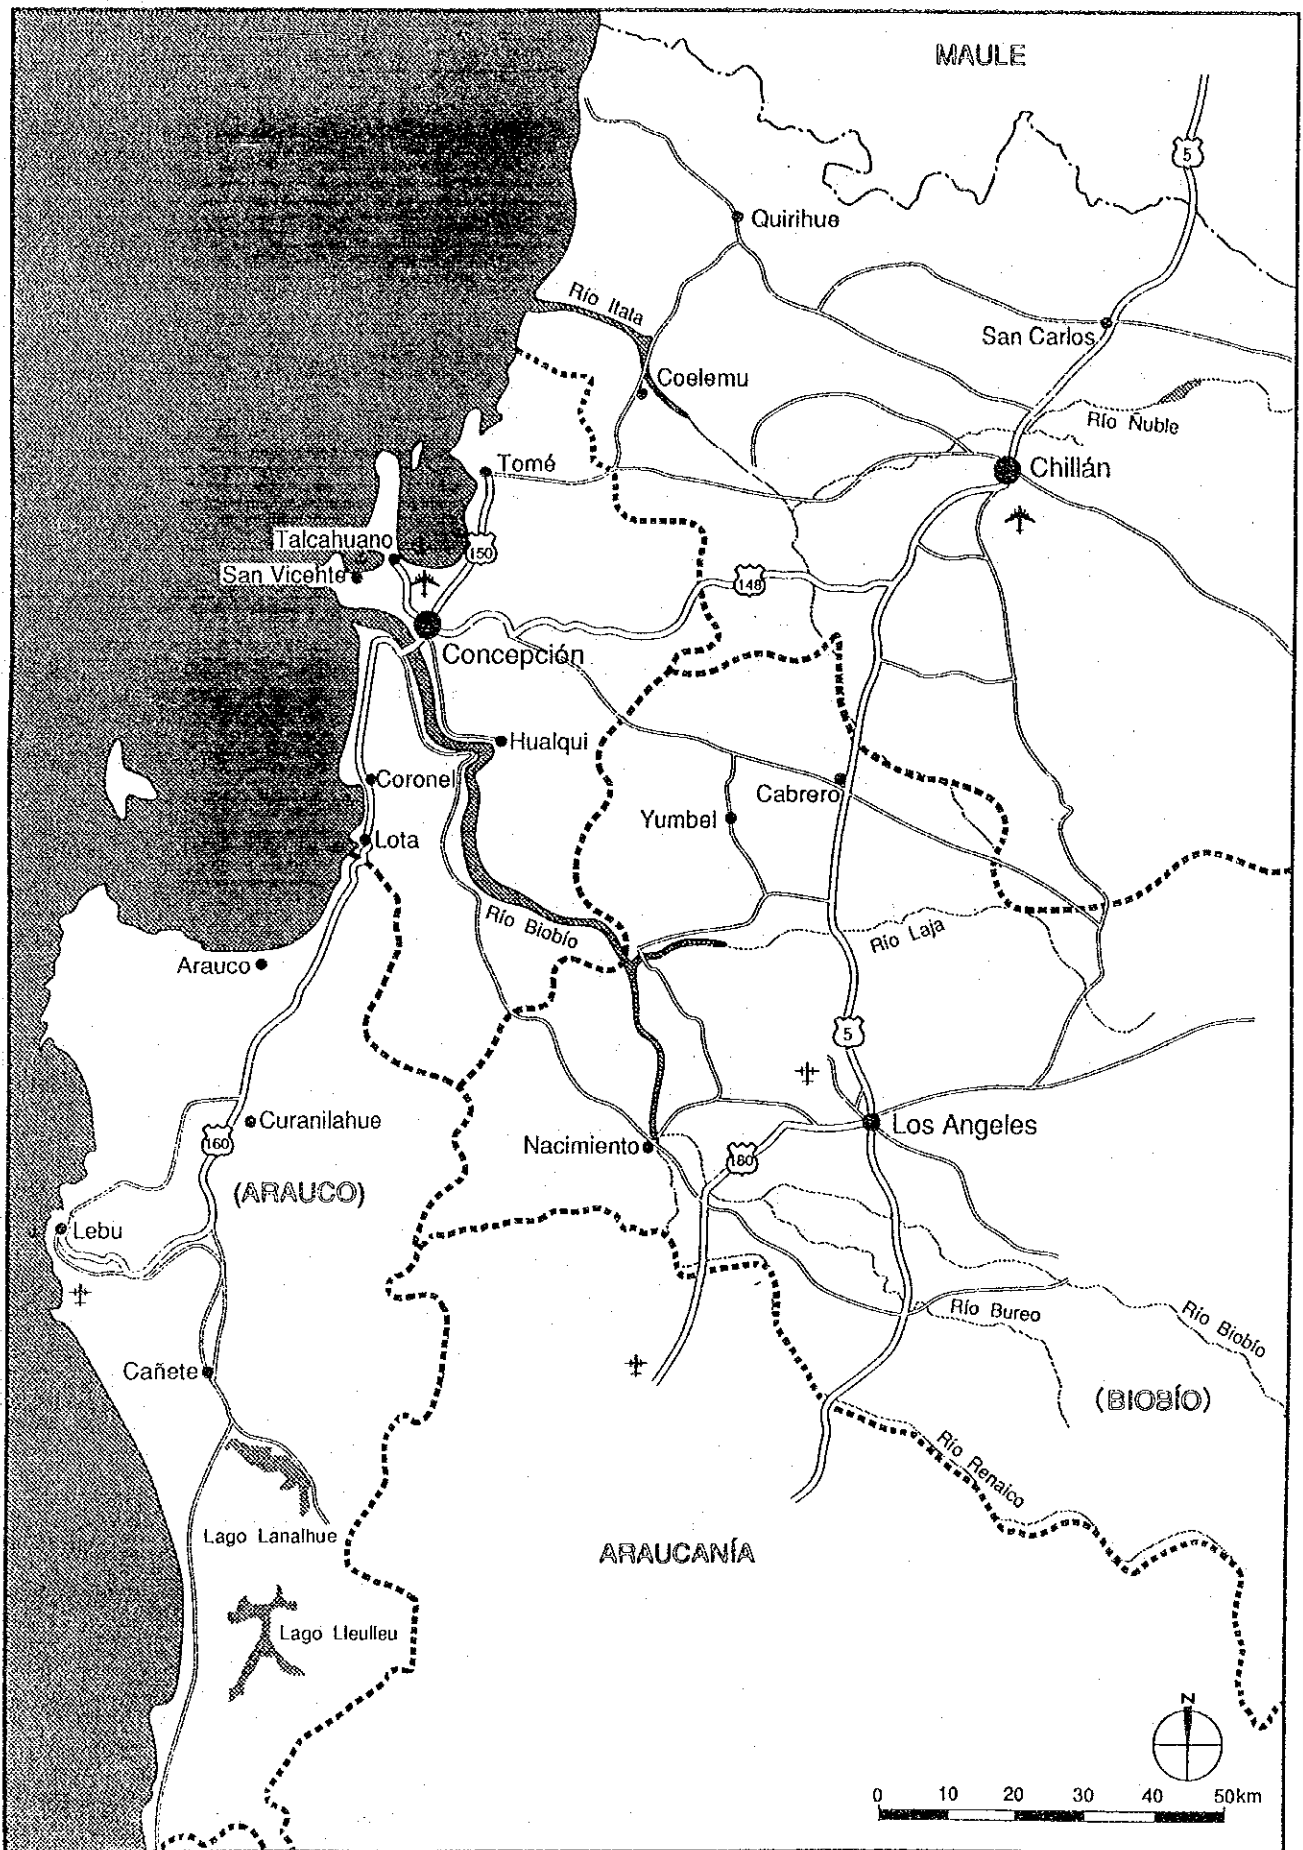 MAULE
5
Quirihue
Río Itata
San Carlos
Coelemu
Río Ñuble
Tomé
Chillán
Talcahuano
150
San Vicente
148
Concepción
Hualqui
Coronel
Cabrero
Yumbel
Lota
Río Biobío
Río Laja
Arauco
5
Curanilahue
Los Angeles
160
Nacimiento
180
(ARAUCO)
Lebu
Río Bureo
Río Biobío
Cañete
(BIOBÍO)
Río Renaico
Lago Lanalhue
ARAUCANÍA
Lago Lleulleu
N
0 10 20 30 40 50km